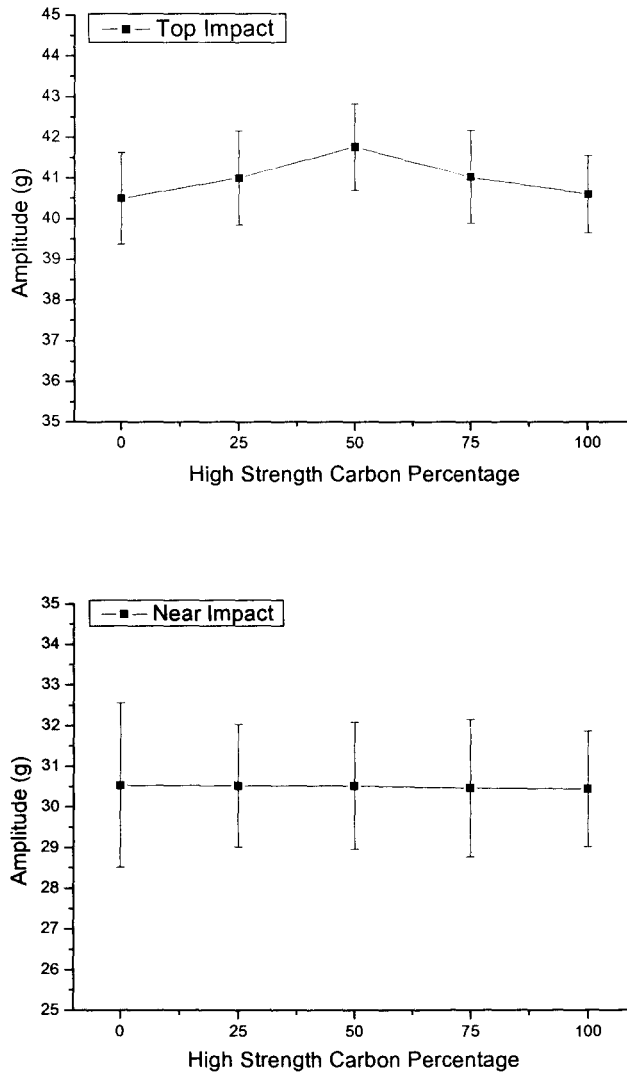 Top Impact
45
44
43
42
41
40
39
38
37
36
35
Amplitude (g)
0 25 50 75 100
High Strength Carbon Percentage
Near Impact
35
34
33
32
31
30
29
28
27
26
25
Amplitude (g)
0 25 50 75 100
High Strength Carbon Percentage